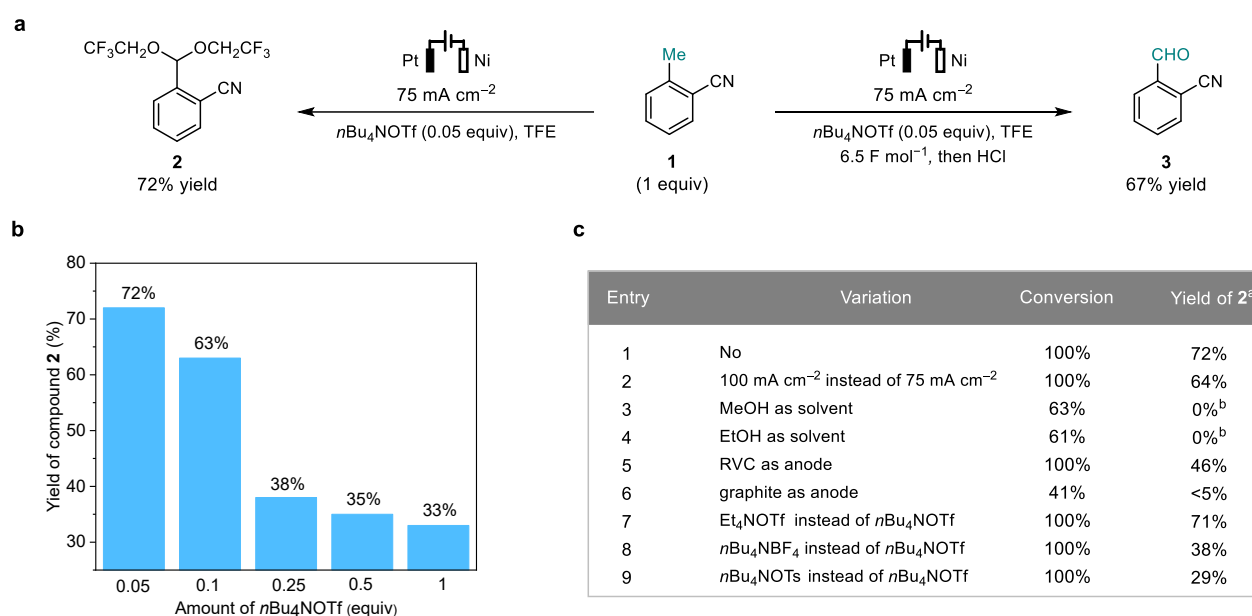 a
CF₃CH₂O OCH₂CF₃
CN
2
72% yield
Pt Ni
75 mA cm⁻²
nBu₄NOTf (0.05 equiv), TFE
Me
CN
1
(1 equiv)
Pt Ni
75 mA cm⁻²
nBu₄NOTf (0.05 equiv), TFE
6.5 F mol⁻¹, then HCl
CHO
CN
3
67% yield
b
Yield of compound 2 (%)
80
70
60
50
40
30
72%
63%
38%
35%
33%
0.05 0.1 0.25 0.5 1
Amount of nBu4NOTf (equiv)
c
Entry Variation Conversion Yield of 2ᵃ
1 No 100% 72%
2 100 mA cm⁻² instead of 75 mA cm⁻² 100% 64%
3 MeOH as solvent 63% 0%ᵇ
4 EtOH as solvent 61% 0%ᵇ
5 RVC as anode 100% 46%
6 graphite as anode 41% <5%
7 Et₄NOTf instead of nBu₄NOTf 100% 71%
8 nBu₄NBF₄ instead of nBu₄NOTf 100% 38%
9 nBu₄NOTs instead of nBu₄NOTf 100% 29%